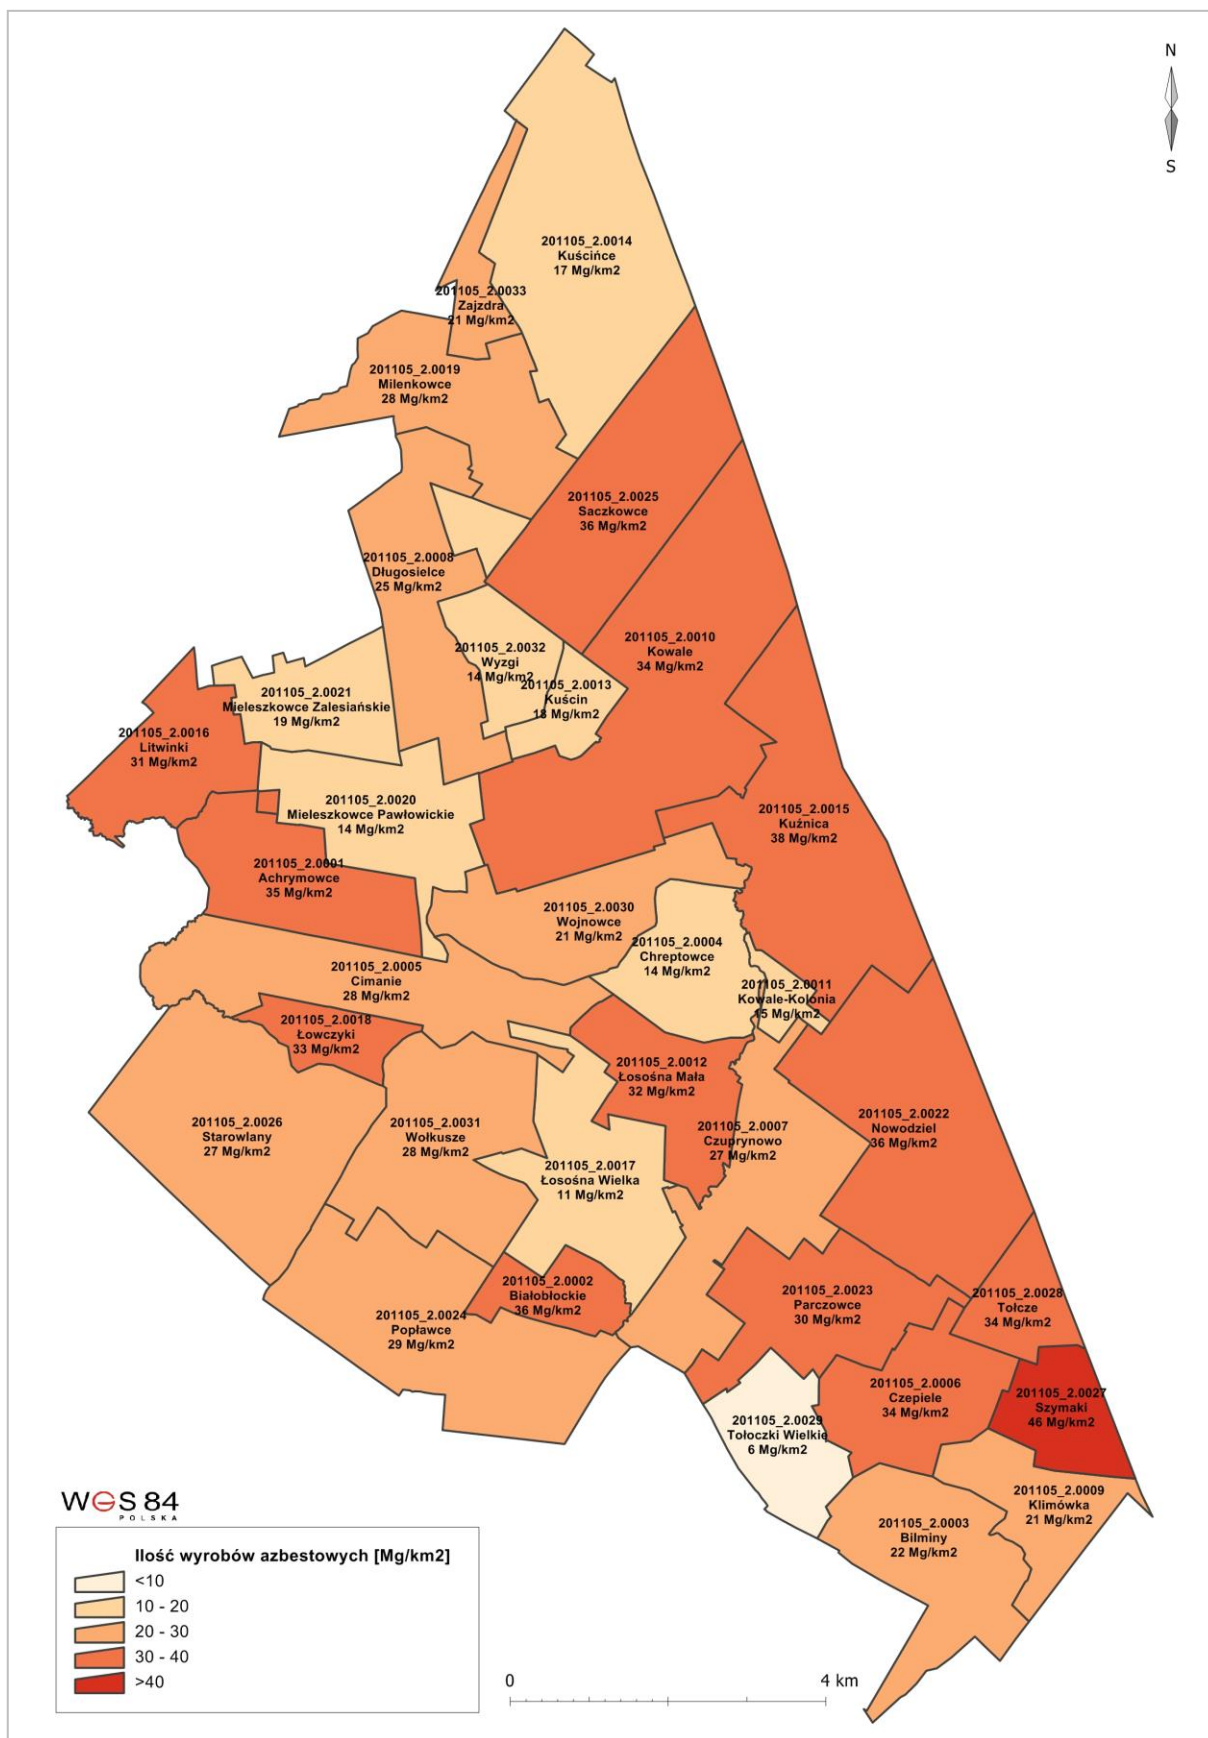 N
S
201105_2.0014
Kuścińce
17 Mg/km2
201105_2.0033
Zajzdra
21 Mg/km2
201105_2.0019
Milenkowce
28 Mg/km2
201105_2.0025
Saczkowce
36 Mg/km2
201105_2.0008
Długosielce
25 Mg/km2
201105_2.0010
Kowale
34 Mg/km2
201105_2.0032
Wyzgi
14 Mg/km2
201105_2.0013
Kuścin
18 Mg/km2
201105_2.0021
Mieleszkowce Zalesiańskie
19 Mg/km2
201105_2.0016
Litwinki
31 Mg/km2
201105_2.0020
Mieleszkowce Pawłowickie
14 Mg/km2
201105_2.0015
Kuźnica
38 Mg/km2
201105_2.0001
Achrymowce
35 Mg/km2
201105_2.0030
Wojnowce
21 Mg/km2
201105_2.0004
Chreptowce
14 Mg/km2
201105_2.0005
Cimanie
28 Mg/km2
201105_2.0011
Kowale-Kolonia
15 Mg/km2
201105_2.0018
Łowczyki
33 Mg/km2
201105_2.0012
Łosośna Mała
32 Mg/km2
201105_2.0026
Starowlany
27 Mg/km2
201105_2.0031
Wołkusze
28 Mg/km2
201105_2.0007
Czuprynowo
27 Mg/km2
201105_2.0022
Nowodziel
36 Mg/km2
201105_2.0017
Łosośna Wielka
11 Mg/km2
201105_2.0002
Białobłockie
36 Mg/km2
201105_2.0023
Parczowce
30 Mg/km2
201105_2.0028
Tołcze
34 Mg/km2
201105_2.0024
Popławce
29 Mg/km2
201105_2.0006
Czepiele
34 Mg/km2
201105_2.0027
Szymaki
46 Mg/km2
201105_2.0029
Tołoczki Wielkie
6 Mg/km2
201105_2.0009
Klimówka
21 Mg/km2
201105_2.0003
Bilminy
22 Mg/km2
WGS 84
POLSKA
Ilość wyrobów azbestowych [Mg/km2]
<10
10 - 20
20 - 30
30 - 40
>40
0 4 km